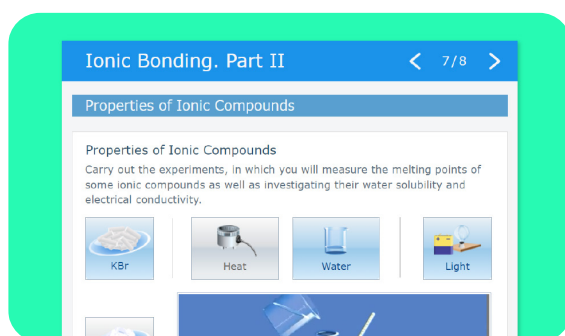 Ionic Bonding. Part II
7/8
Properties of Ionic Compounds
Properties of Ionic Compounds
Carry out the experiments, in which you will measure the melting points of
some ionic compounds as well as investigating their water solubility and
electrical conductivity.
KBr Heat Water Light